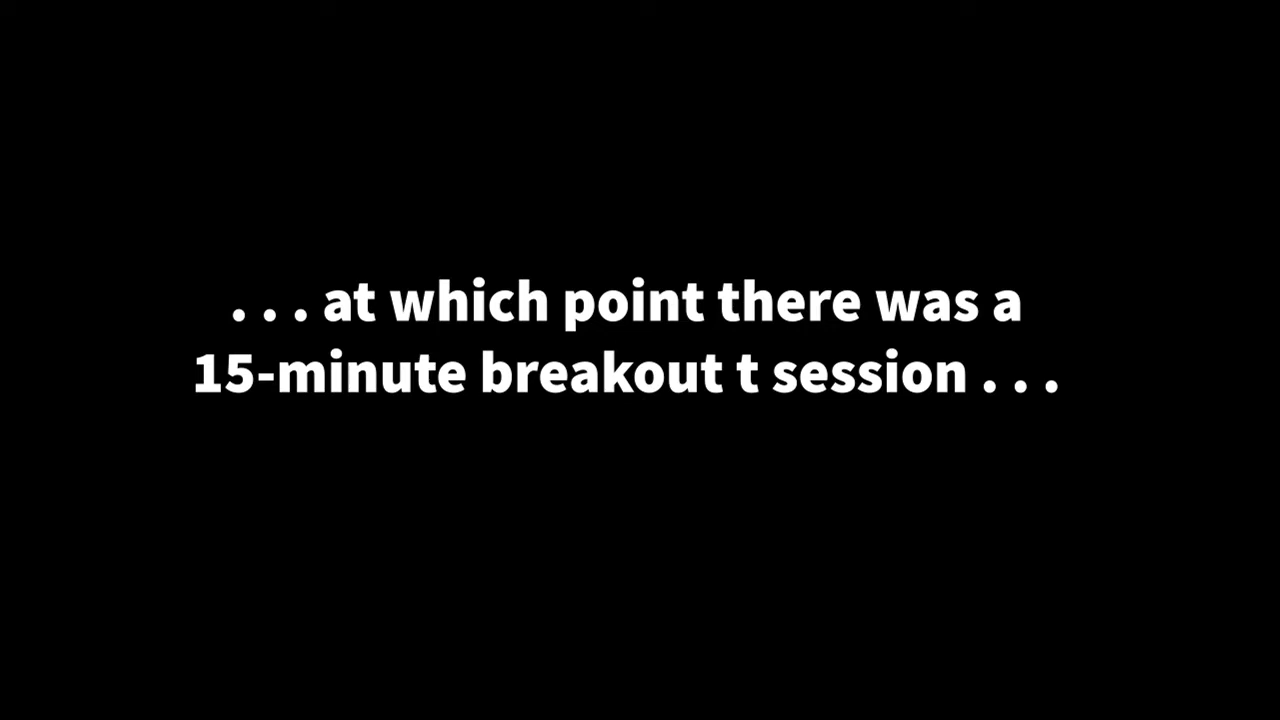 . . . at which point there was a
15-minute breakout t session . . .